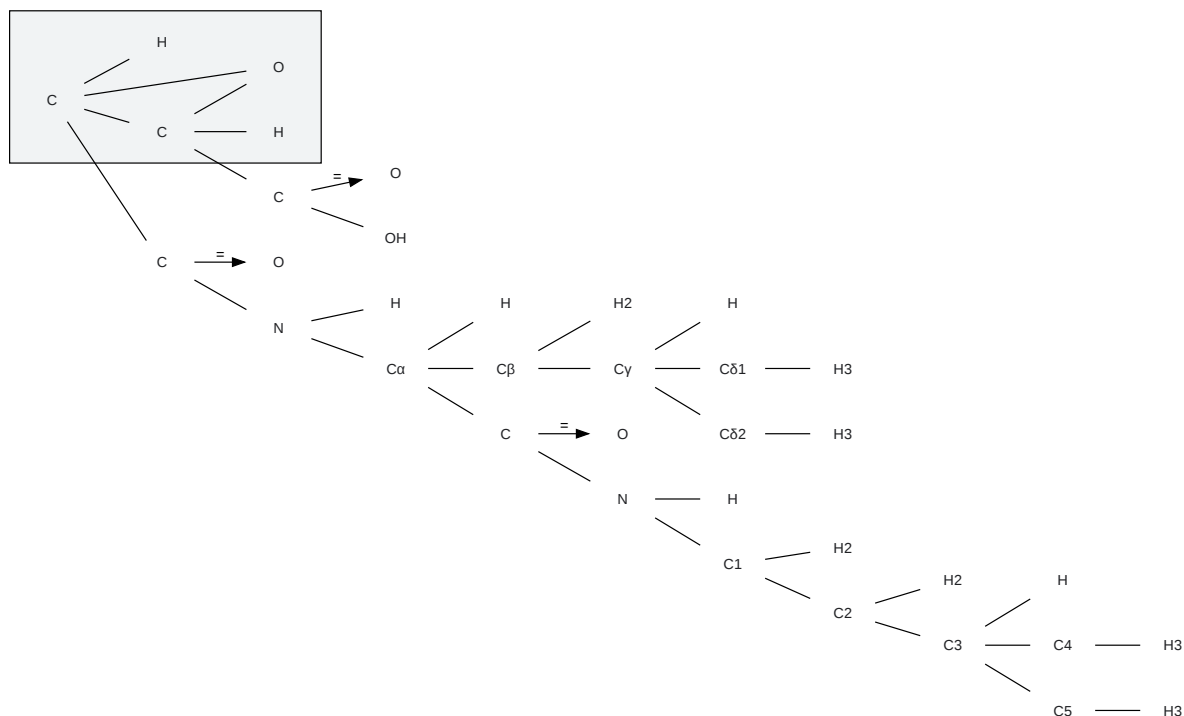 H
O
C
C H
= O
C
OH
C = O
H H H2 H
N
Cα Cβ Cγ Cδ1 H3
C = O Cδ2 H3
N H
H2
C1
H2 H
C2
C3 C4 H3
C5 H3